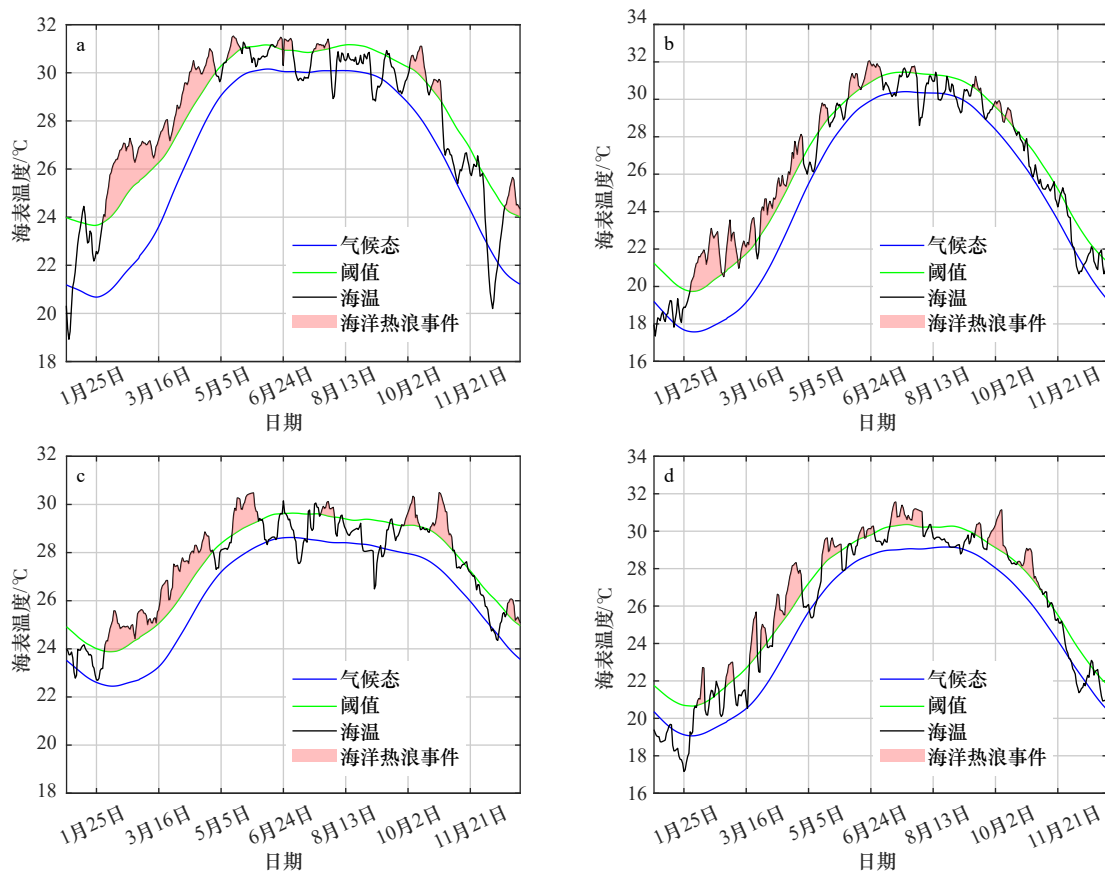 a
32
30
28
26
24
22
20
18
海表温度/℃
气候态
阈值
海温
海洋热浪事件
1月25日
3月16日
5月5日
6月24日
8月13日
10月2日
11月21日
日期
b
34
32
30
28
26
24
22
20
18
16
海表温度/℃
气候态
阈值
海温
海洋热浪事件
1月25日
3月16日
5月5日
6月24日
8月13日
10月2日
11月21日
日期
c
32
30
28
26
24
22
20
18
海表温度/℃
气候态
阈值
海温
海洋热浪事件
1月25日
3月16日
5月5日
6月24日
8月13日
10月2日
11月21日
日期
d
34
32
30
28
26
24
22
20
18
16
海表温度/℃
气候态
阈值
海温
海洋热浪事件
1月25日
3月16日
5月5日
6月24日
8月13日
10月2日
11月21日
日期